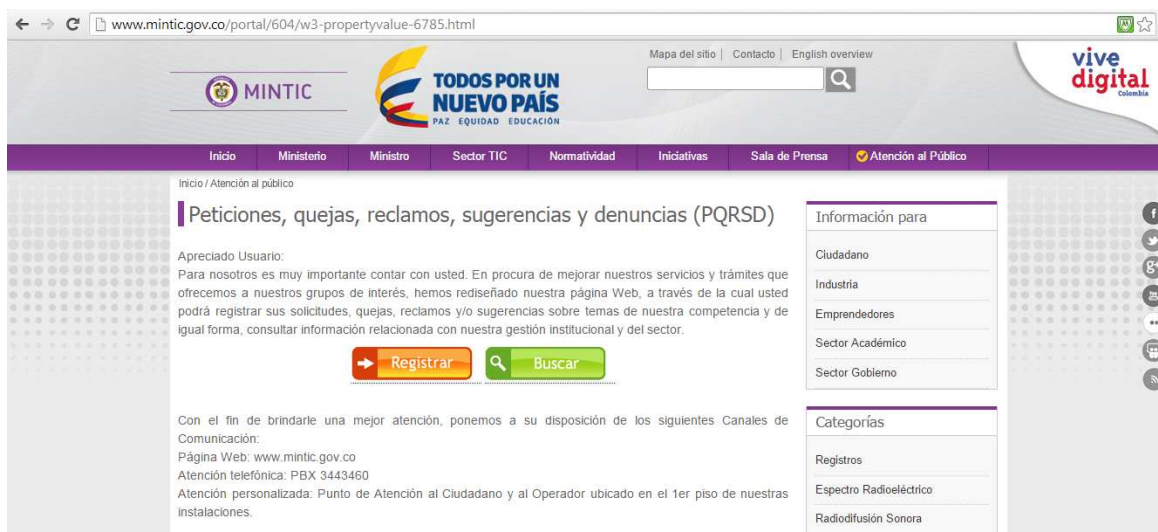 www.mintic.gov.co/portal/604/w3-propertyvalue-6785.html
Mapa del sitio | Contacto | English overview
vive
digital
Colombia
MINTIC
TODOS POR UN
NUEVO PAÍS
PAZ EQUIDAD EDUCACIÓN
Inicio Ministerio Ministro Sector TIC Normatividad Iniciativas Sala de Prensa Atención al Público
Inicio / Atención al público
Peticiones, quejas, reclamos, sugerencias y denuncias (PQRSD)
Apreciado Usuario:
Para nosotros es muy importante contar con usted. En procura de mejorar nuestros servicios y trámites que
ofrecemos a nuestros grupos de interés, hemos rediseñado nuestra página Web, a través de la cual usted
podrá registrar sus solicitudes, quejas, reclamos y/o sugerencias sobre temas de nuestra competencia y de
igual forma, consultar información relacionada con nuestra gestión institucional y del sector.
Registrar Buscar
Con el fin de brindarle una mejor atención, ponemos a su disposición de los siguientes Canales de
Comunicación:
Página Web: www.mintic.gov.co
Atención telefónica: PBX 3443460
Atención personalizada: Punto de Atención al Ciudadano y al Operador ubicado en el 1er piso de nuestras
instalaciones.
Información para
Ciudadano
Industria
Emprendedores
Sector Académico
Sector Gobierno
Categorías
Registros
Espectro Radioeléctrico
Radiodifusión Sonora